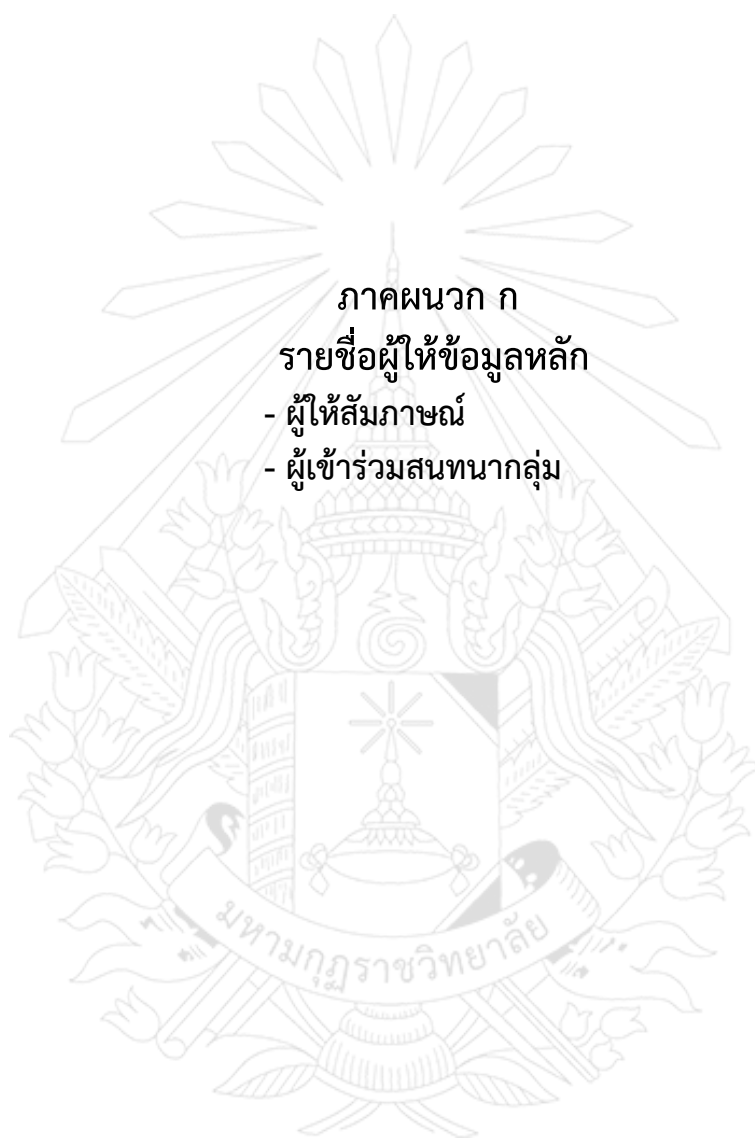 ภาคผนวก ก
รายชื่อผู้ให้ข้อมูลหลัก
- ผู้ให้สัมภาษณ์
- ผู้เข้าร่วมสนทนากลุ่ม
มหามกุฏราชวิทยาลัย